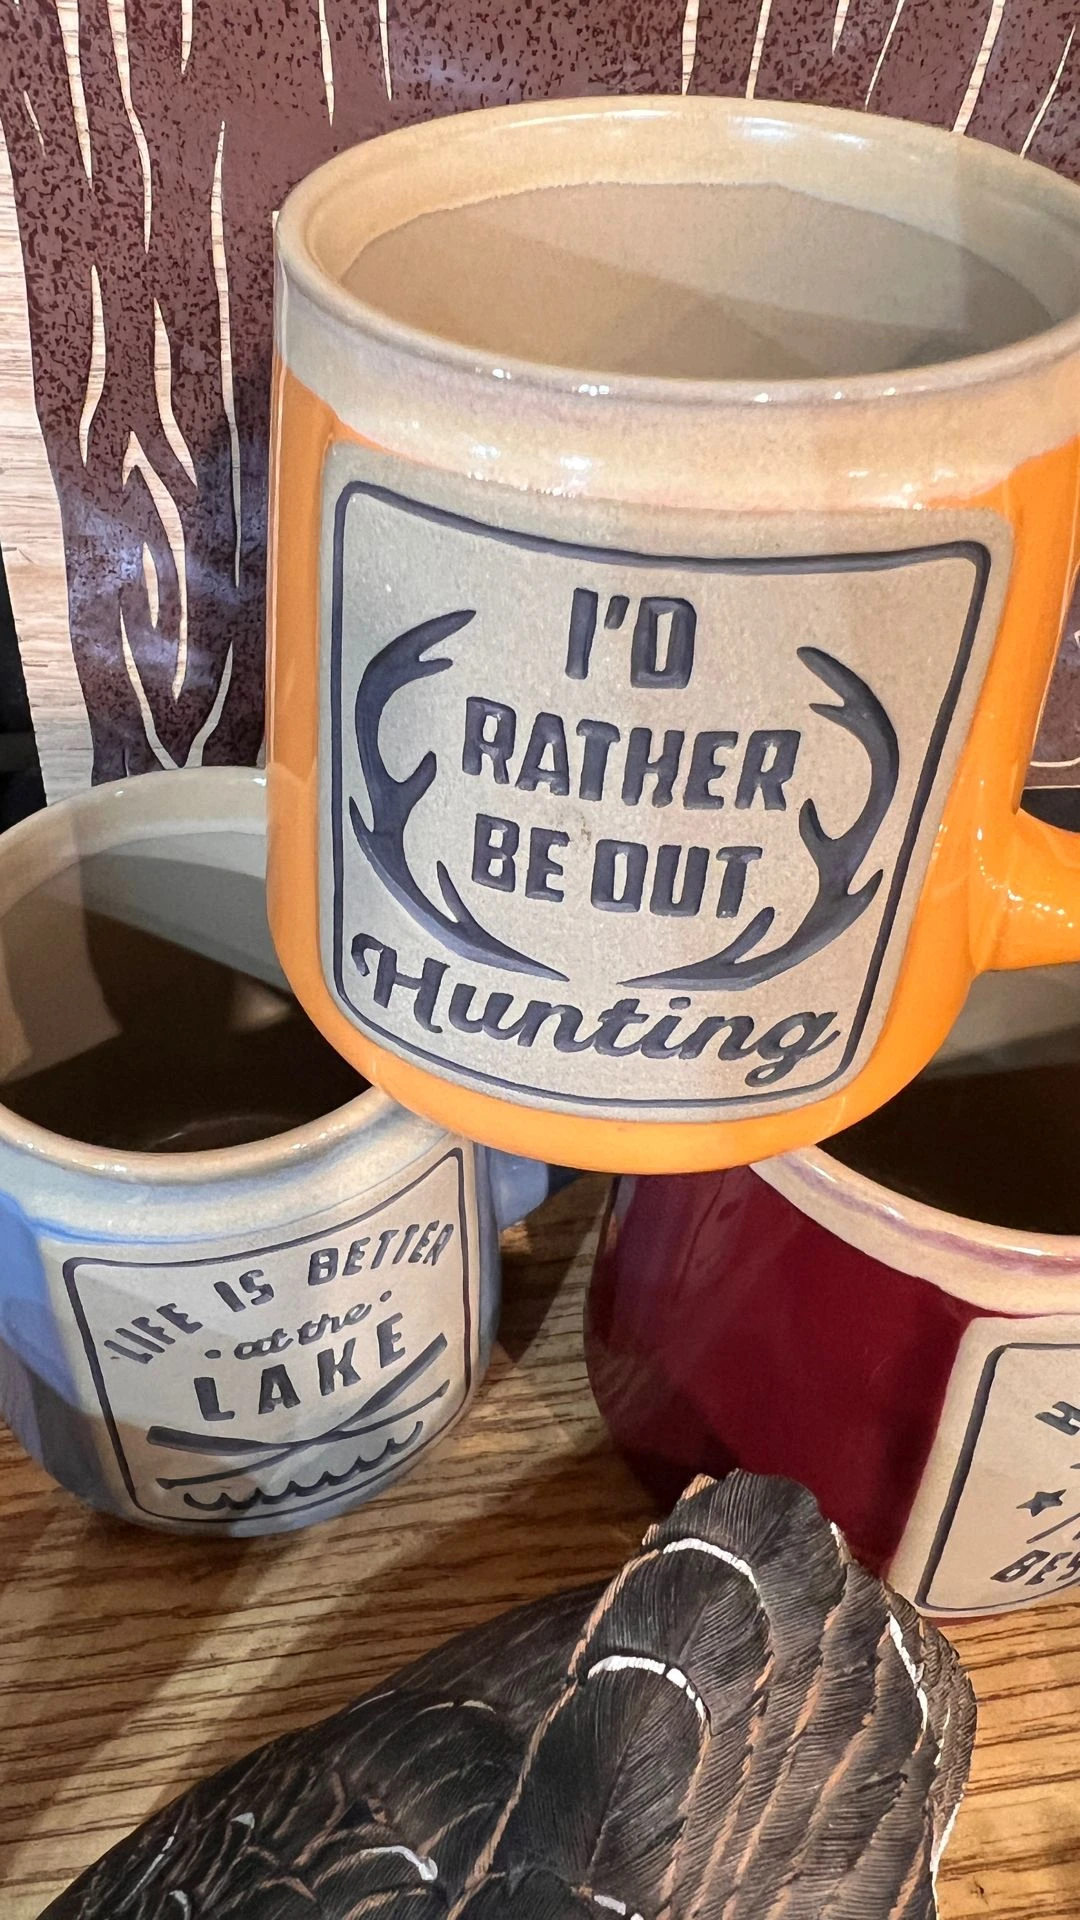 I'D
RATHER
BE OUT
Hunting
LIFE IS BETTER
at the
LAKE